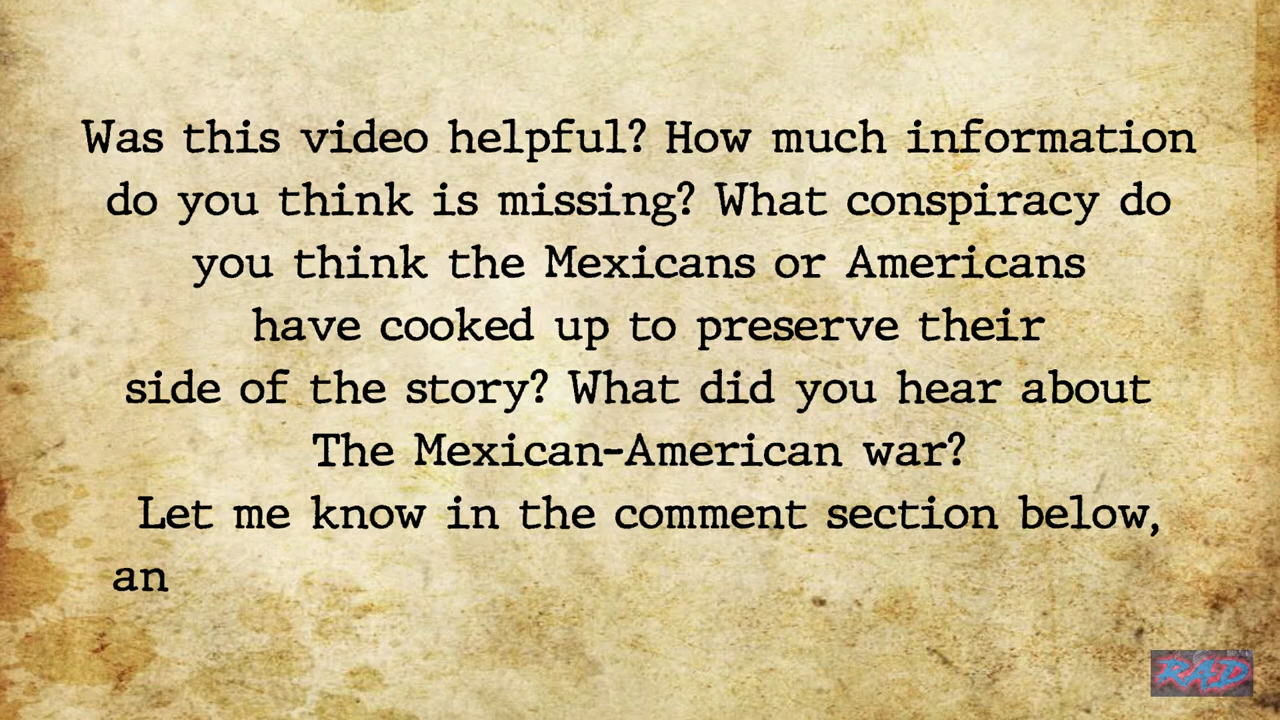 Was this video helpful? How much information
do you think is missing? What conspiracy do
you think the Mexicans or Americans
have cooked up to preserve their
side of the story? What did you hear about
The Mexican-American war?
Let me know in the comment section below,
an
RAD